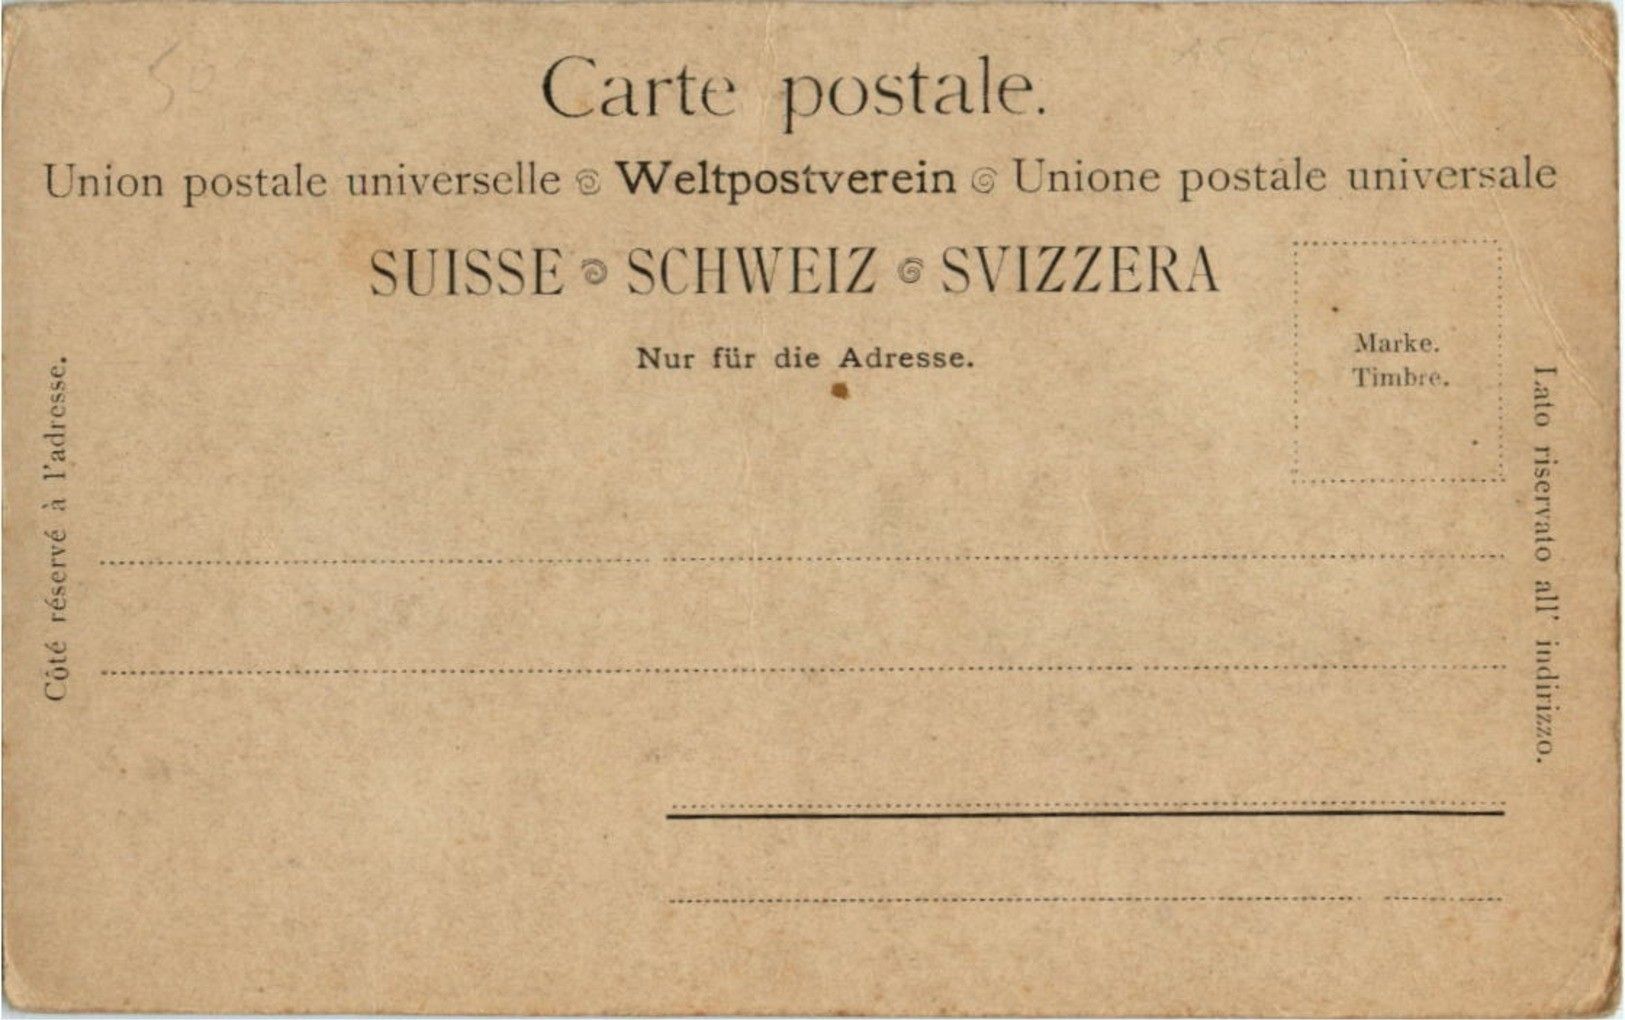 50
Carte postale.
Union postale universelle Weltpostverein Unione postale universale
SUISSE SCHWEIZ SVIZZERA
Nur für die Adresse.
Marke.
Timbre.
Côté réservé à l'adresse.
Lato riservato all' indirizzo.